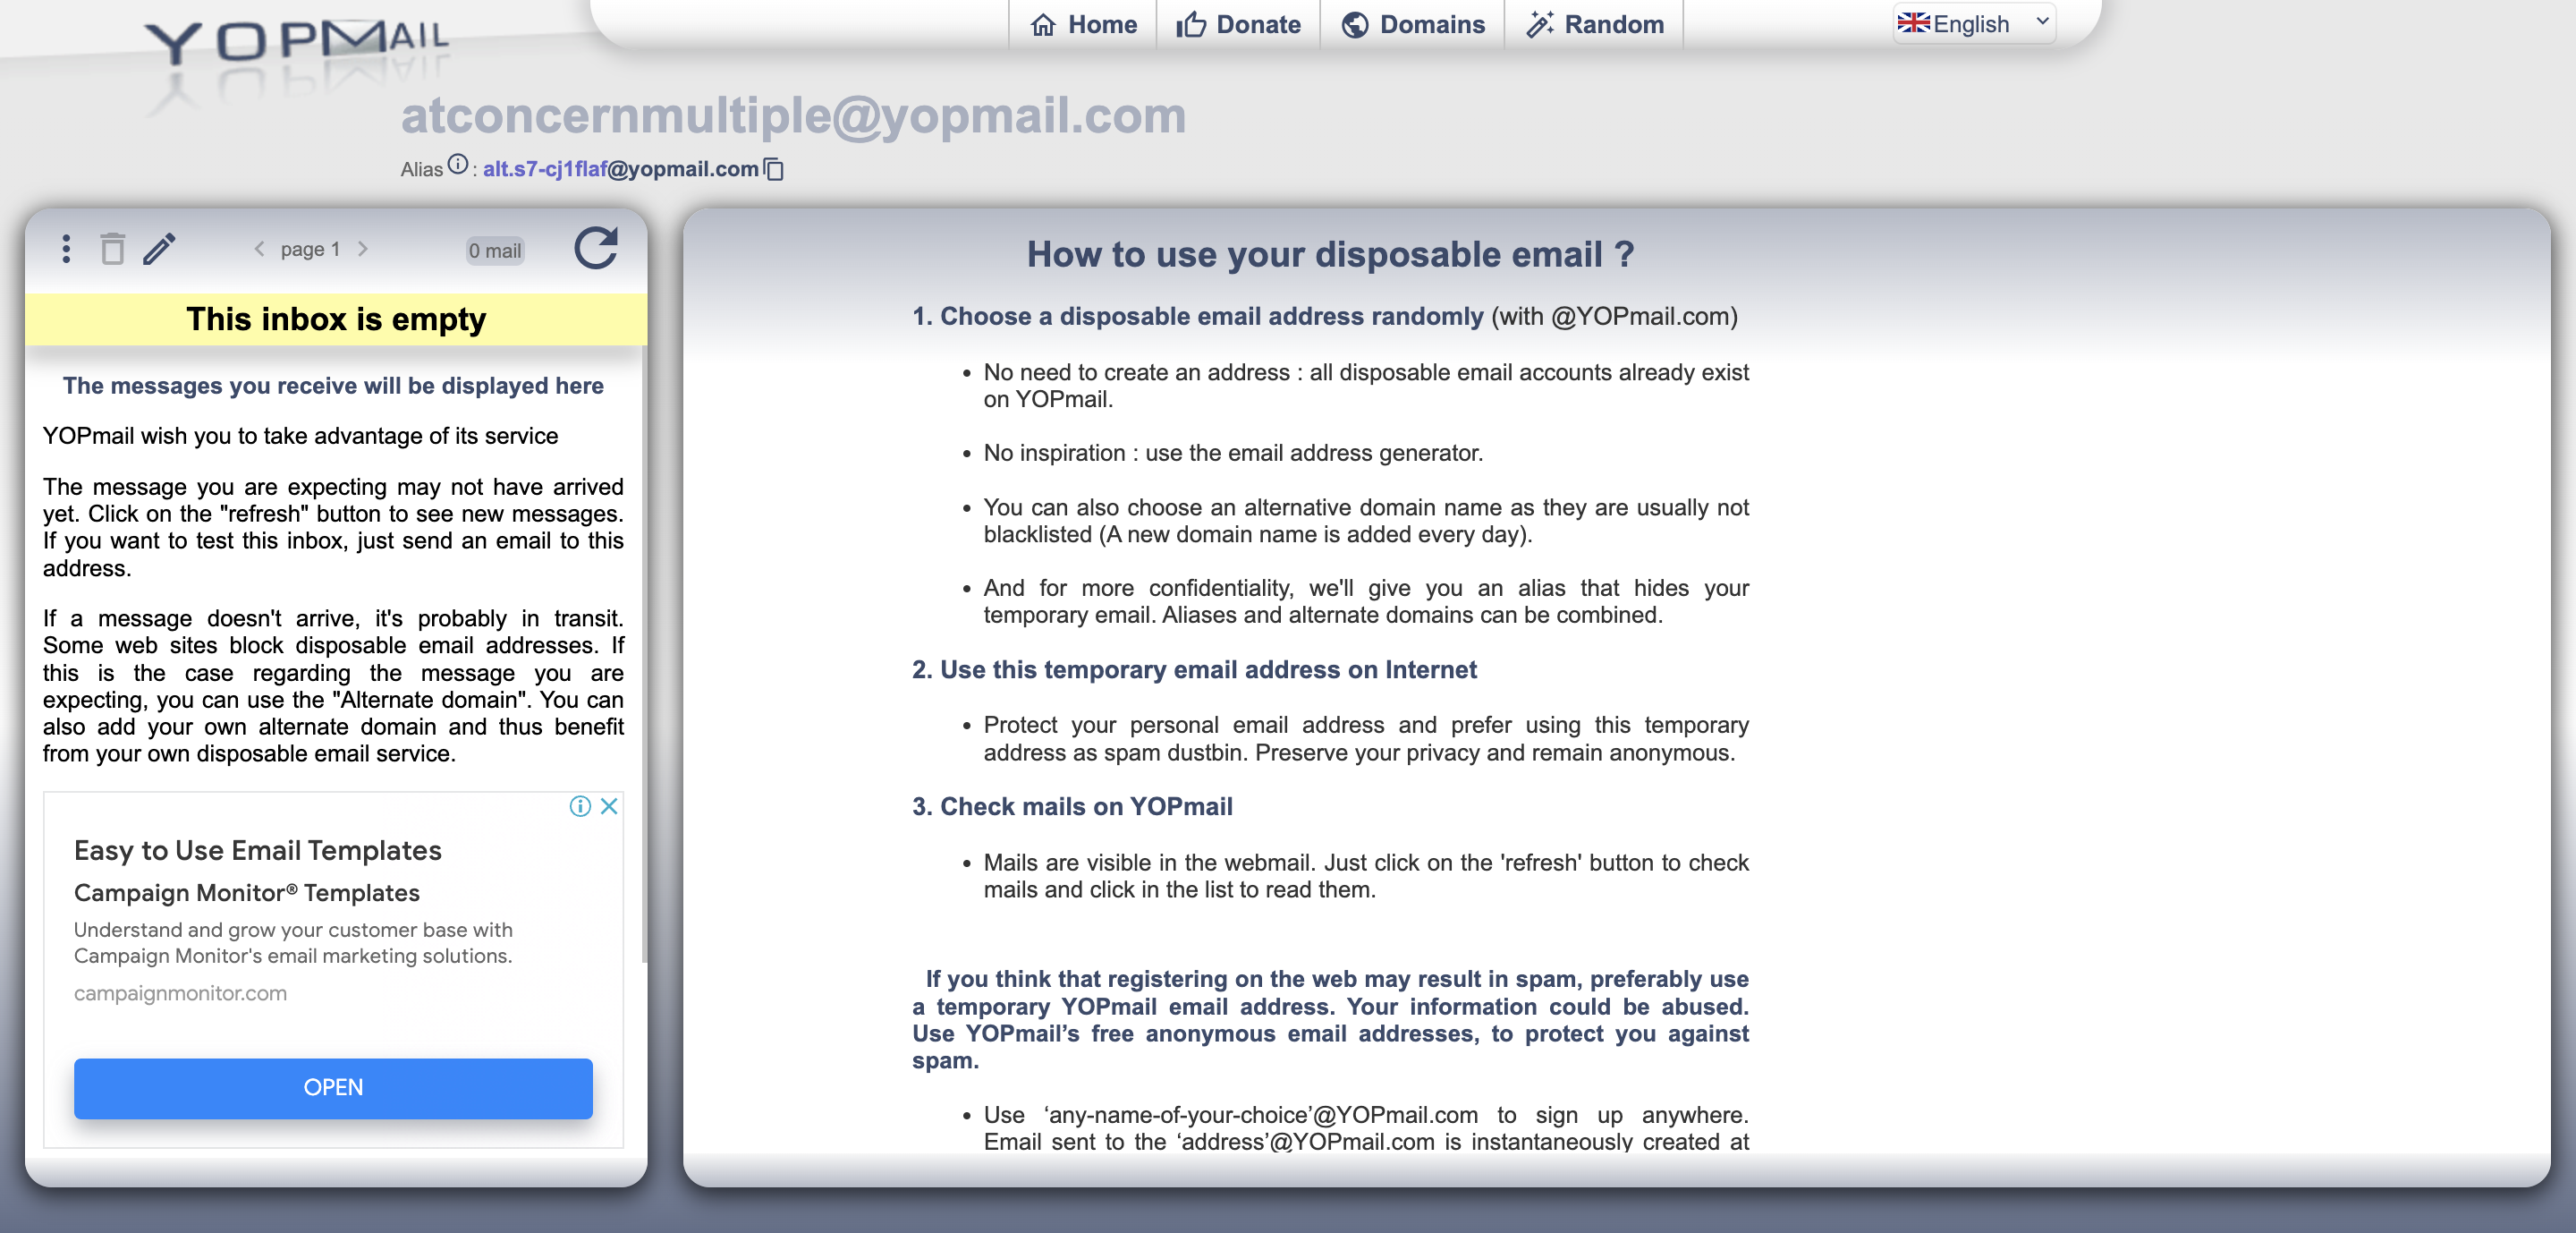 YOPMAIL
Home
Donate
Domains
Random
English
atconcernmultiple@yopmail.com
Alias : alt.s7-cj1flaf@yopmail.com
page 1
0 mail
This inbox is empty
The messages you receive will be displayed here
YOPmail wish you to take advantage of its service
The message you are expecting may not have arrived
yet. Click on the "refresh" button to see new messages.
If you want to test this inbox, just send an email to this
address.
If a message doesn't arrive, it's probably in transit.
Some web sites block disposable email addresses. If
this is the case regarding the message you are
expecting, you can use the "Alternate domain". You can
also add your own alternate domain and thus benefit
from your own disposable email service.
Easy to Use Email Templates
Campaign Monitor® Templates
Understand and grow your customer base with
Campaign Monitor's email marketing solutions.
campaignmonitor.com
OPEN
How to use your disposable email ?
1. Choose a disposable email address randomly (with @YOPmail.com)
• No need to create an address : all disposable email accounts already exist
on YOPmail.
• No inspiration : use the email address generator.
• You can also choose an alternative domain name as they are usually not
blacklisted (A new domain name is added every day).
• And for more confidentiality, we'll give you an alias that hides your
temporary email. Aliases and alternate domains can be combined.
2. Use this temporary email address on Internet
• Protect your personal email address and prefer using this temporary
address as spam dustbin. Preserve your privacy and remain anonymous.
3. Check mails on YOPmail
• Mails are visible in the webmail. Just click on the 'refresh' button to check
mails and click in the list to read them.
If you think that registering on the web may result in spam, preferably use
a temporary YOPmail email address. Your information could be abused.
Use YOPmail’s free anonymous email addresses, to protect you against
spam.
• Use ‘any-name-of-your-choice’@YOPmail.com to sign up anywhere.
Email sent to the ‘address’@YOPmail.com is instantaneously created at